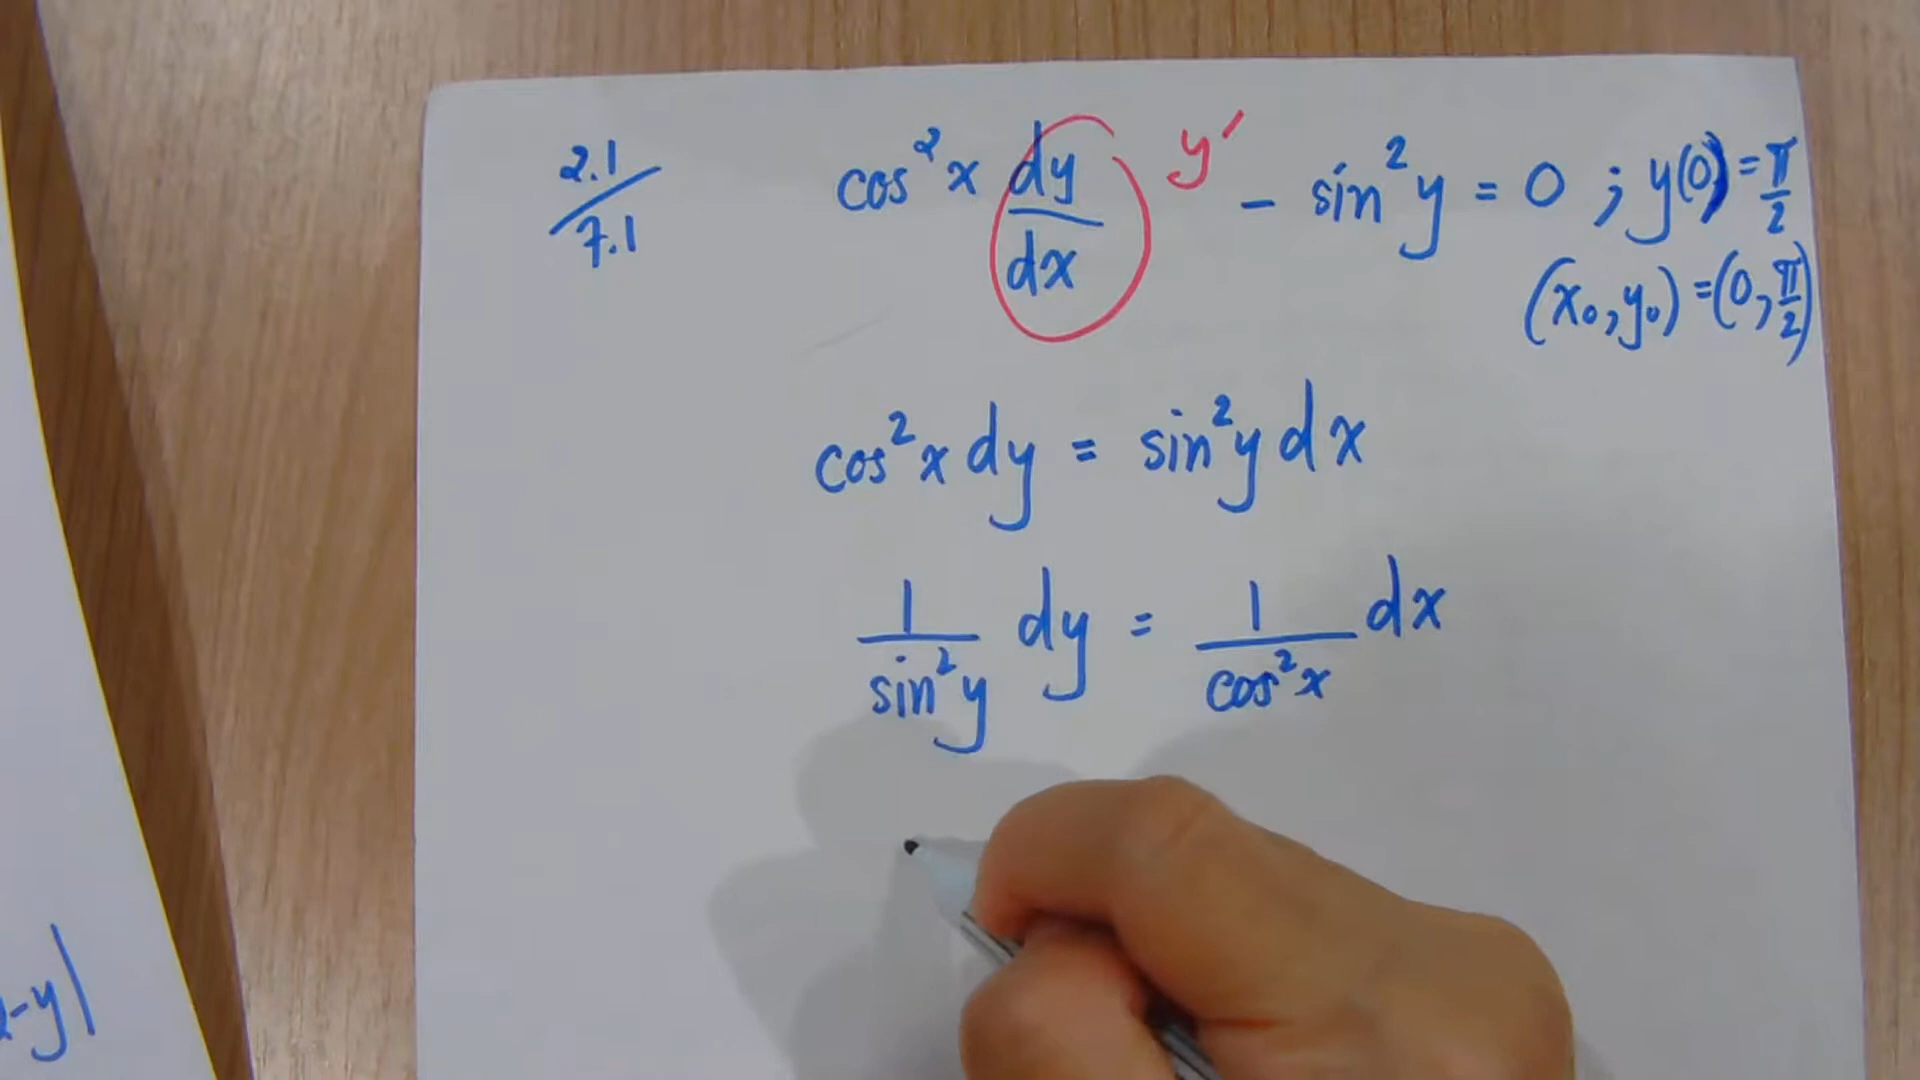 2.1/7.1
cos²x dy/dx y′ - sin²y = 0 ; y(0) = π/2
(x₀, y₀) = (0, π/2)
cos²x dy = sin²y dx
1/sin²y dy = 1/cos²x dx
-y|